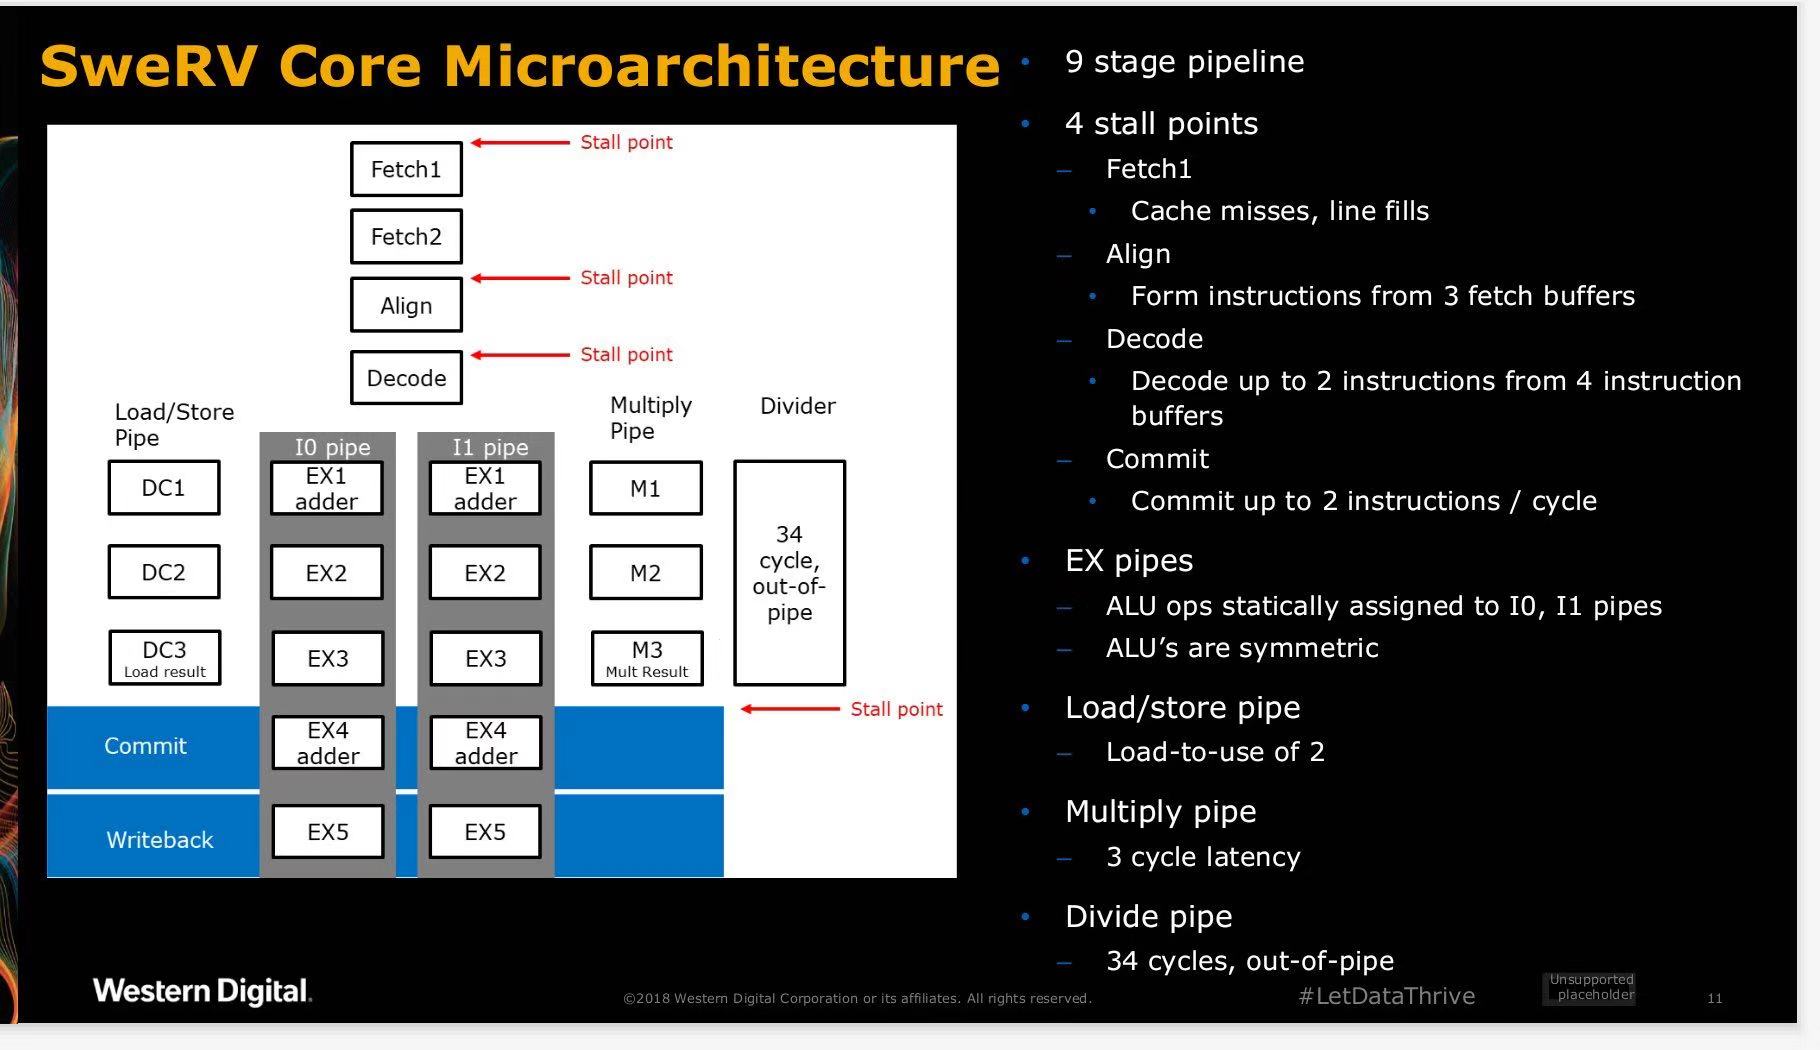 SweRV Core Microarchitecture
Fetch1
Stall point
Fetch2
Stall point
Align
Stall point
Decode
Load/Store
Pipe
I0 pipe
I1 pipe
Multiply
Pipe
Divider
DC1
EX1
adder
EX1
adder
M1
34
cycle,
out-of-
pipe
DC2
EX2
EX2
M2
DC3
Load result
EX3
EX3
M3
Mult Result
Stall point
Commit
EX4
adder
EX4
adder
Writeback
EX5
EX5
• 9 stage pipeline
• 4 stall points
– Fetch1
• Cache misses, line fills
– Align
• Form instructions from 3 fetch buffers
– Decode
• Decode up to 2 instructions from 4 instruction
buffers
– Commit
• Commit up to 2 instructions / cycle
• EX pipes
– ALU ops statically assigned to I0, I1 pipes
– ALU’s are symmetric
• Load/store pipe
– Load-to-use of 2
• Multiply pipe
– 3 cycle latency
• Divide pipe
– 34 cycles, out-of-pipe
Western Digital.
©2018 Western Digital Corporation or its affiliates. All rights reserved.
#LetDataThrive
Unsupported
placeholder
11